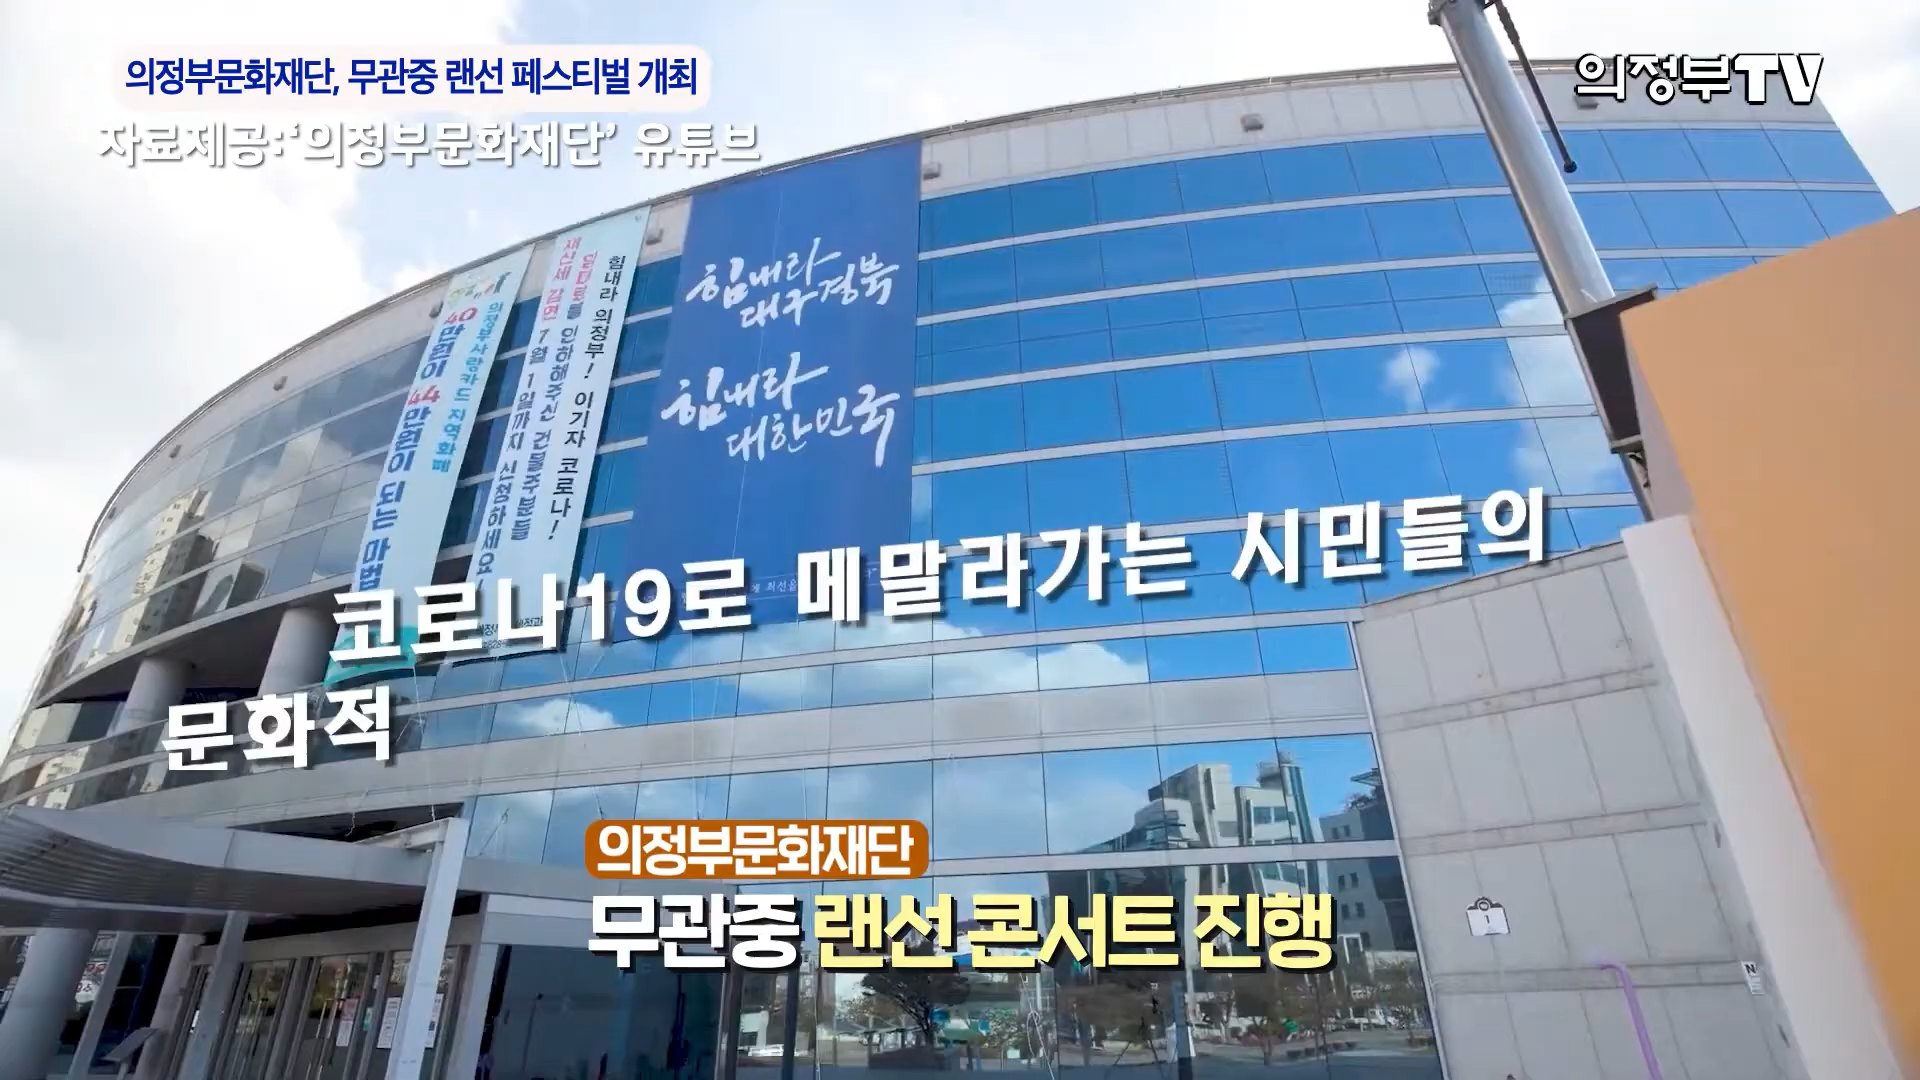 의정부문화재단, 무관중 랜선 페스티벌 개최
의정부TV
자료제공:‘의정부문화재단’ 유튜브
의정부사랑카드 지역화폐
40만원이 44만원이 되는 마법
힘내라 의정부! 이기자 코로나!
임대료를 인하해주신 건물주분들
재산세 감면 7월 1일까지 신청하세요!
힘내라
대구경북
힘내라
대한민국
최선을
코로나19로 메말라가는 시민들의
문화적
의정부문화재단
무관중 랜선 콘서트 진행
1
N